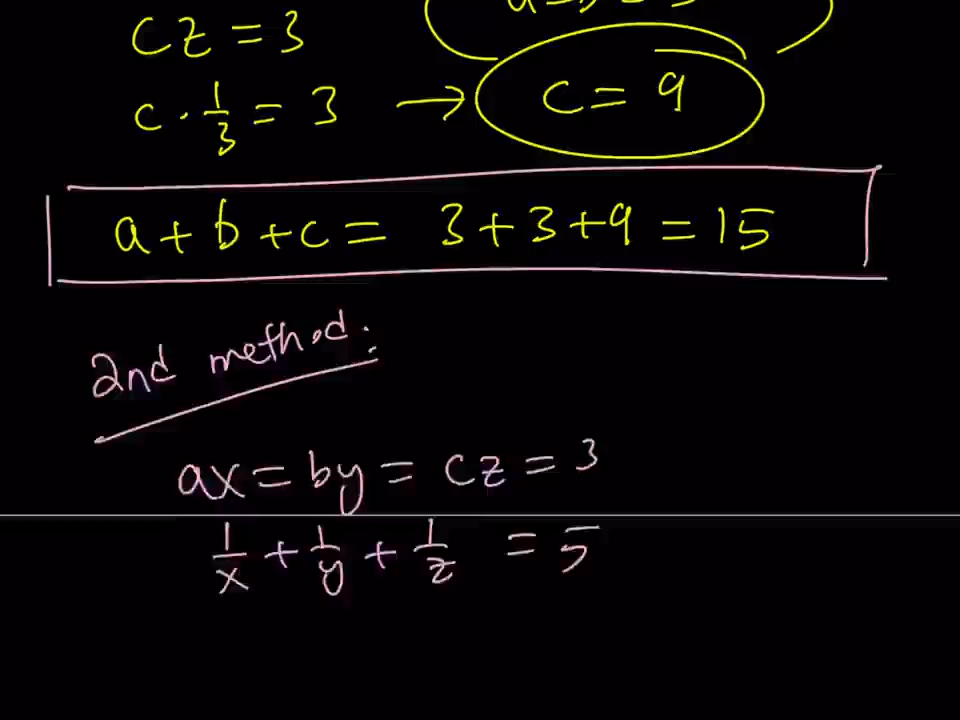 cz = 3
c · 1/3 = 3 → c = 9
a + b + c = 3 + 3 + 9 = 15
2nd method:
ax = by = cz = 3
1/x + 1/y + 1/z = 5